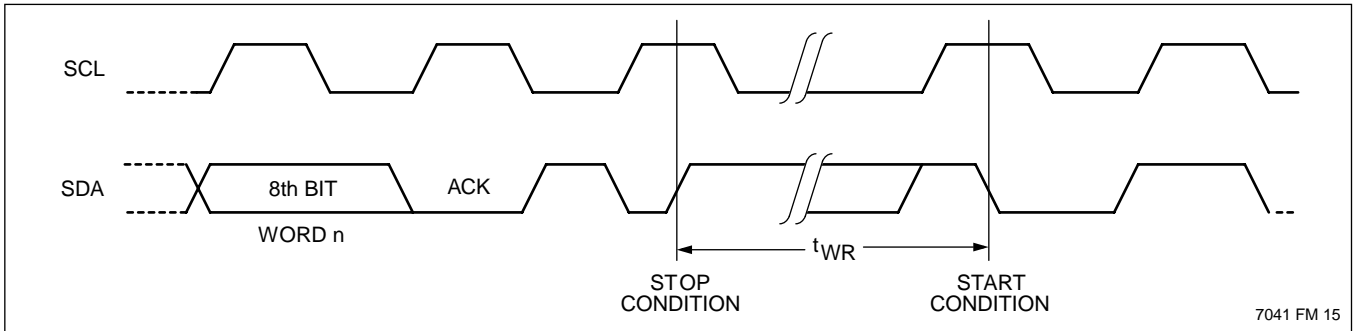 SCL
SDA
8th BIT
ACK
WORD n
tWR
STOP
CONDITION
START
CONDITION
7041 FM 15